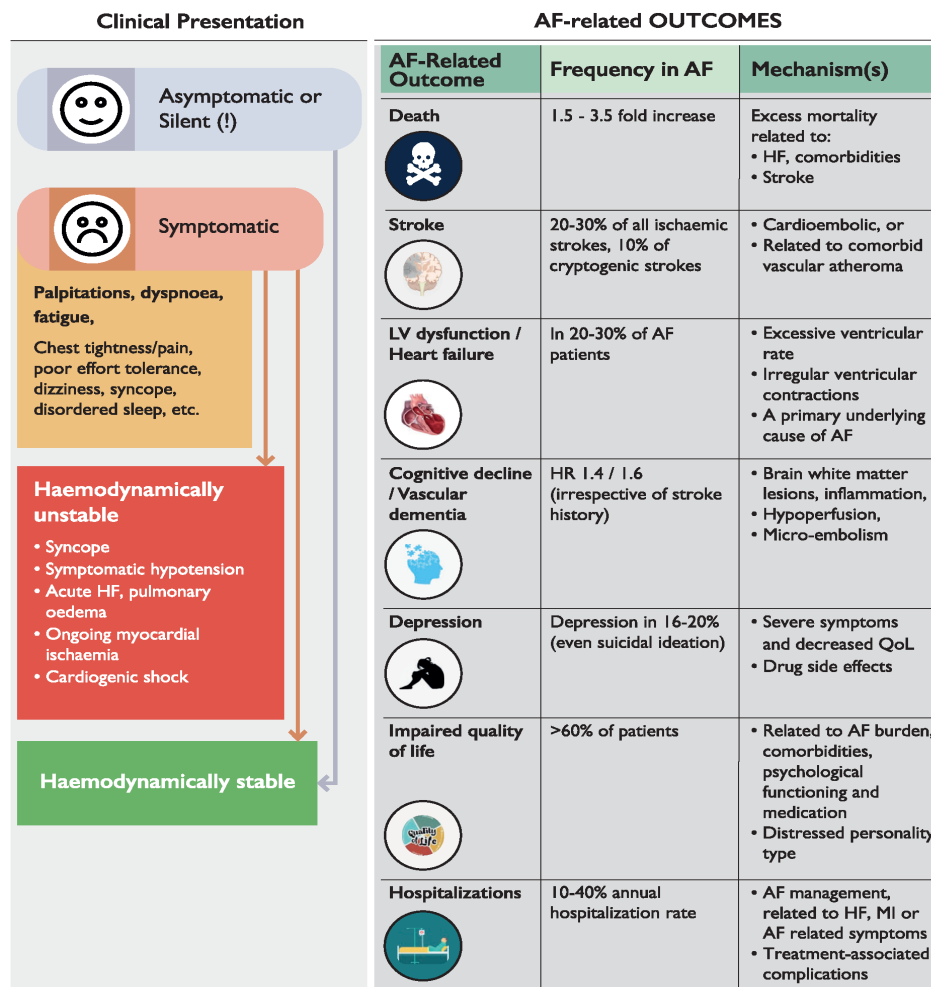 Clinical Presentation
Asymptomatic or
Silent (!)
Symptomatic
Palpitations, dyspnoea,
fatigue,
Chest tightness/pain,
poor effort tolerance,
dizziness, syncope,
disordered sleep, etc.
Haemodynamically
unstable
• Syncope
• Symptomatic hypotension
• Acute HF, pulmonary
oedema
• Ongoing myocardial
ischaemia
• Cardiogenic shock
Haemodynamically stable
AF-related OUTCOMES
AF-Related
Outcome
Frequency in AF
Mechanism(s)
Death
1.5 - 3.5 fold increase
Excess mortality
related to:
• HF, comorbidities
• Stroke
Stroke
20-30% of all ischaemic
strokes, 10% of
cryptogenic strokes
• Cardioembolic, or
• Related to comorbid
vascular atheroma
LV dysfunction /
Heart failure
In 20-30% of AF
patients
• Excessive ventricular
rate
• Irregular ventricular
contractions
• A primary underlying
cause of AF
Cognitive decline
/ Vascular
dementia
HR 1.4 / 1.6
(irrespective of stroke
history)
• Brain white matter
lesions, inflammation,
• Hypoperfusion,
• Micro-embolism
Depression
Depression in 16-20%
(even suicidal ideation)
• Severe symptoms
and decreased QoL
• Drug side effects
Impaired quality
of life
Quality
of Life
>60% of patients
• Related to AF burden,
comorbidities,
psychological
functioning and
medication
• Distressed personality
type
Hospitalizations
10-40% annual
hospitalization rate
• AF management,
related to HF, MI or
AF related symptoms
• Treatment-associated
complications